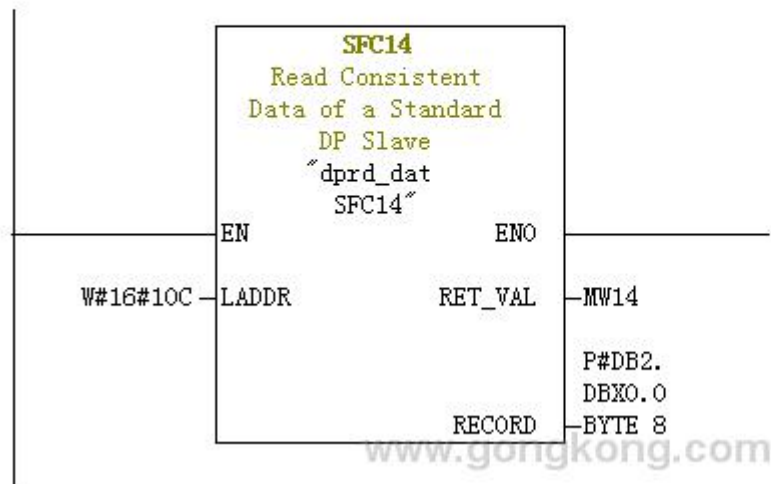 SFC14
Read Consistent
Data of a Standard
DP Slave
"dprd_dat
SFC14"
EN ENO
W#16#10C LADDR RET_VAL MW14
P#DB2.
DBX0.0
RECORD BYTE 8
www.gongkong.com